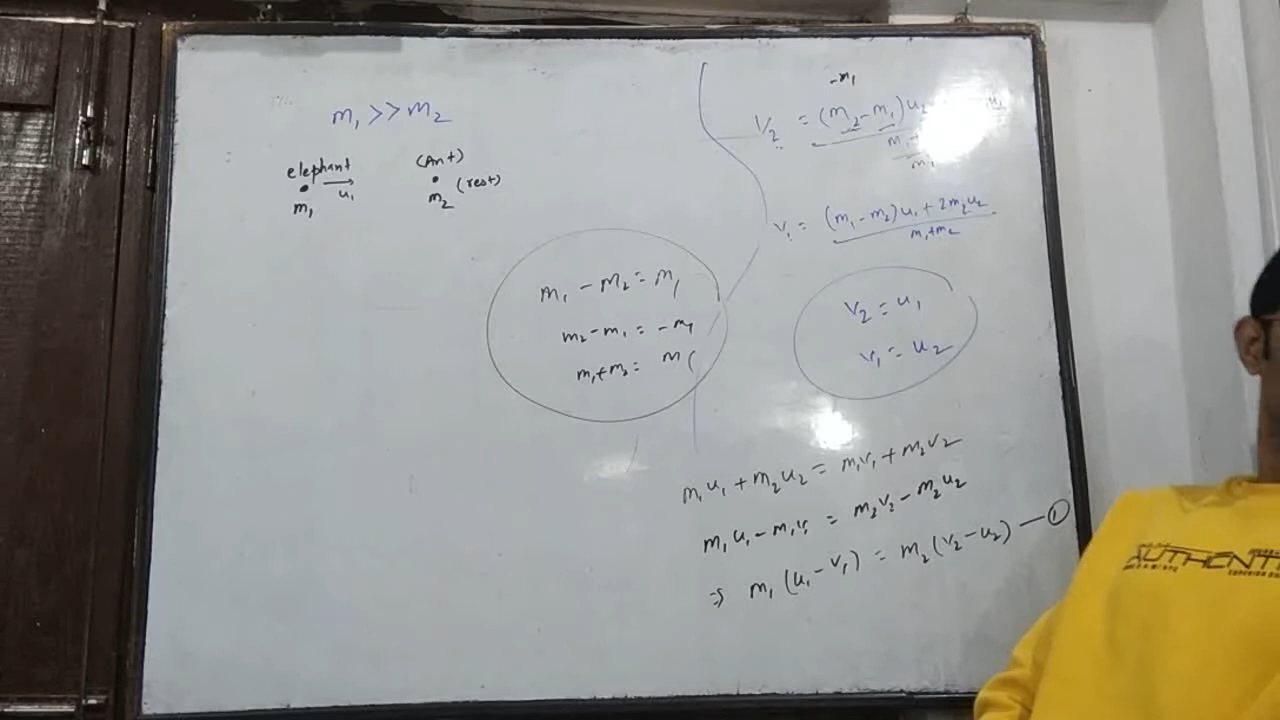 m₁ >> m₂
elephant
(Ant)
u₁
(rest)
m₁
m₂
m₁ - m₂ = m₁
m₂ - m₁ = -m₁
m₁ + m₂ = m₁
-m₁
V₂ = (m₂ - m₁)u₂
m₁
V₁ = (m₁ - m₂)u₁ + 2m₂u₂
m₁+m₂
V₂ = u₁
V₁ = u₂
m₁u₁ + m₂u₂ = m₁v₁ + m₂v₂
m₁u₁ - m₁v₁ = m₂v₂ - m₂u₂
⇒ m₁(u₁ - v₁) = m₂(v₂ - u₂) — ①
AUTHENTI